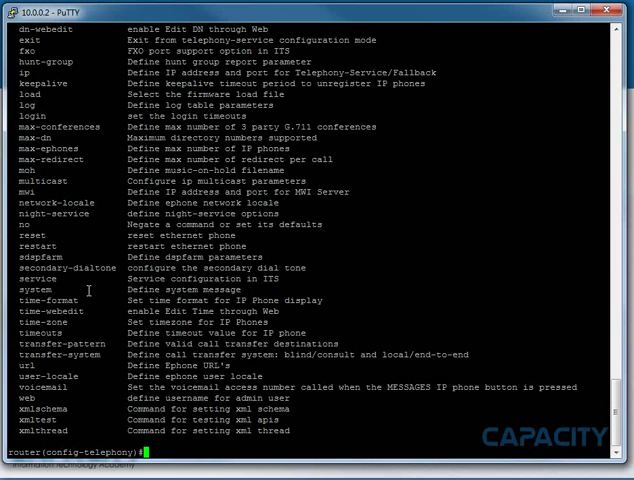 10.0.0.2 - PuTTY
dn-webedit enable Edit DN through Web
exit Exit from telephony-service configuration mode
fxo FXO port support option in ITS
hunt-group Define hunt group report parameter
ip Define IP address and port for Telephony-Service/Fallback
keepalive Define keepalive timeout period to unregister IP phones
load Select the firmware load file
log Define log table parameters
login set the login timeouts
max-conferences Define max number of 3 party G.711 conferences
max-dn Maximum directory numbers supported
max-ephones Define max number of IP phones
max-redirect Define max number of redirect per call
moh Define music-on-hold filename
multicast Configure ip multicast parameters
mwi Define IP address and port for MWI Server
network-locale Define ephone network locale
night-service define night-service options
no Negate a command or set its defaults
reset reset ethernet phone
restart restart ethernet phone
sdspfarm Define dspfarm parameters
secondary-dialtone configure the secondary dial tone
service Service configuration in ITS
system Define system message
time-format Set time format for IP Phone display
time-webedit enable Edit Time through Web
time-zone Set timezone for IP Phones
timeouts Define timeout value for IP phone
transfer-pattern Define valid call transfer destinations
transfer-system Define call transfer system: blind/consult and local/end-to-end
url Define Ephone URL's
user-locale Define ephone user locale
voicemail Set the voicemail access number called when the MESSAGES IP phone button is pressed
web define username for admin user
xmlschema Command for setting xml schema
xmltest Command for setting xml apis
xmlthread Command for setting xml thread
CAPACITY
router(config-telephony)#
Information Technology Academy